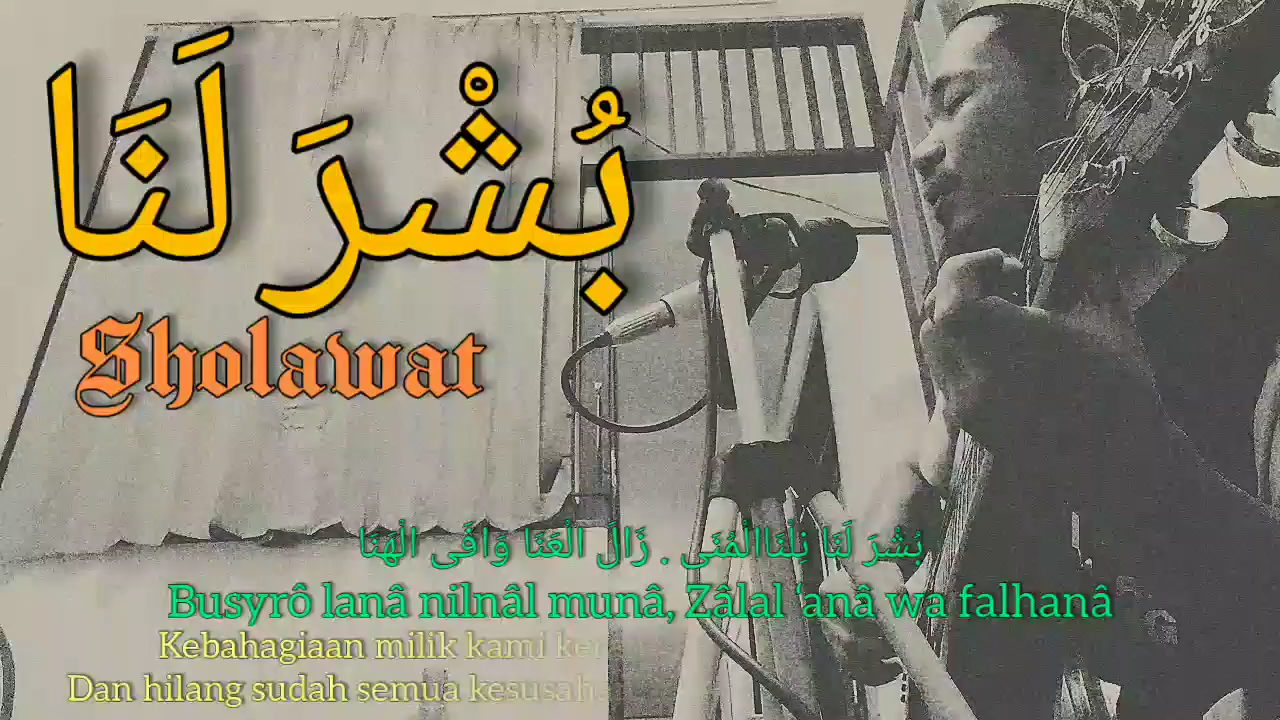 بُشْرَ لَنَا
Sholawat
بُشْرَ لَنَا نِلْنَاالْمُنَى . زَالَ الْعَنَا وَافَى الْهَنَا
Busyrô lanâ nilnâl munâ, Zâlal 'anâ wa falhanâ
Kebahagiaan milik kami
Dan hilang sudah semua